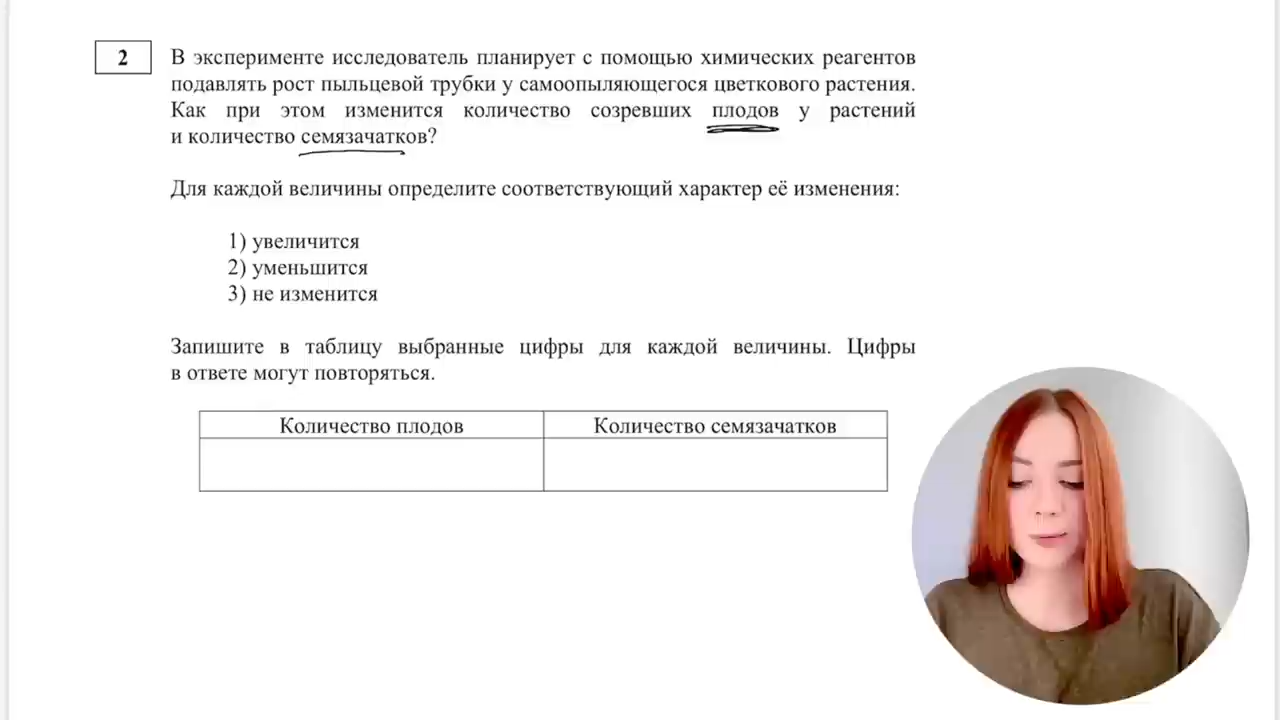 2
В эксперименте исследователь планирует с помощью химических реагентов
подавлять рост пыльцевой трубки у самоопыляющегося цветкового растения.
Как при этом изменится количество созревших плодов у растений
и количество семязачатков?
Для каждой величины определите соответствующий характер её изменения:
1) увеличится
2) уменьшится
3) не изменится
Запишите в таблицу выбранные цифры для каждой величины. Цифры
в ответе могут повторяться.
Количество плодов
Количество семязачатков